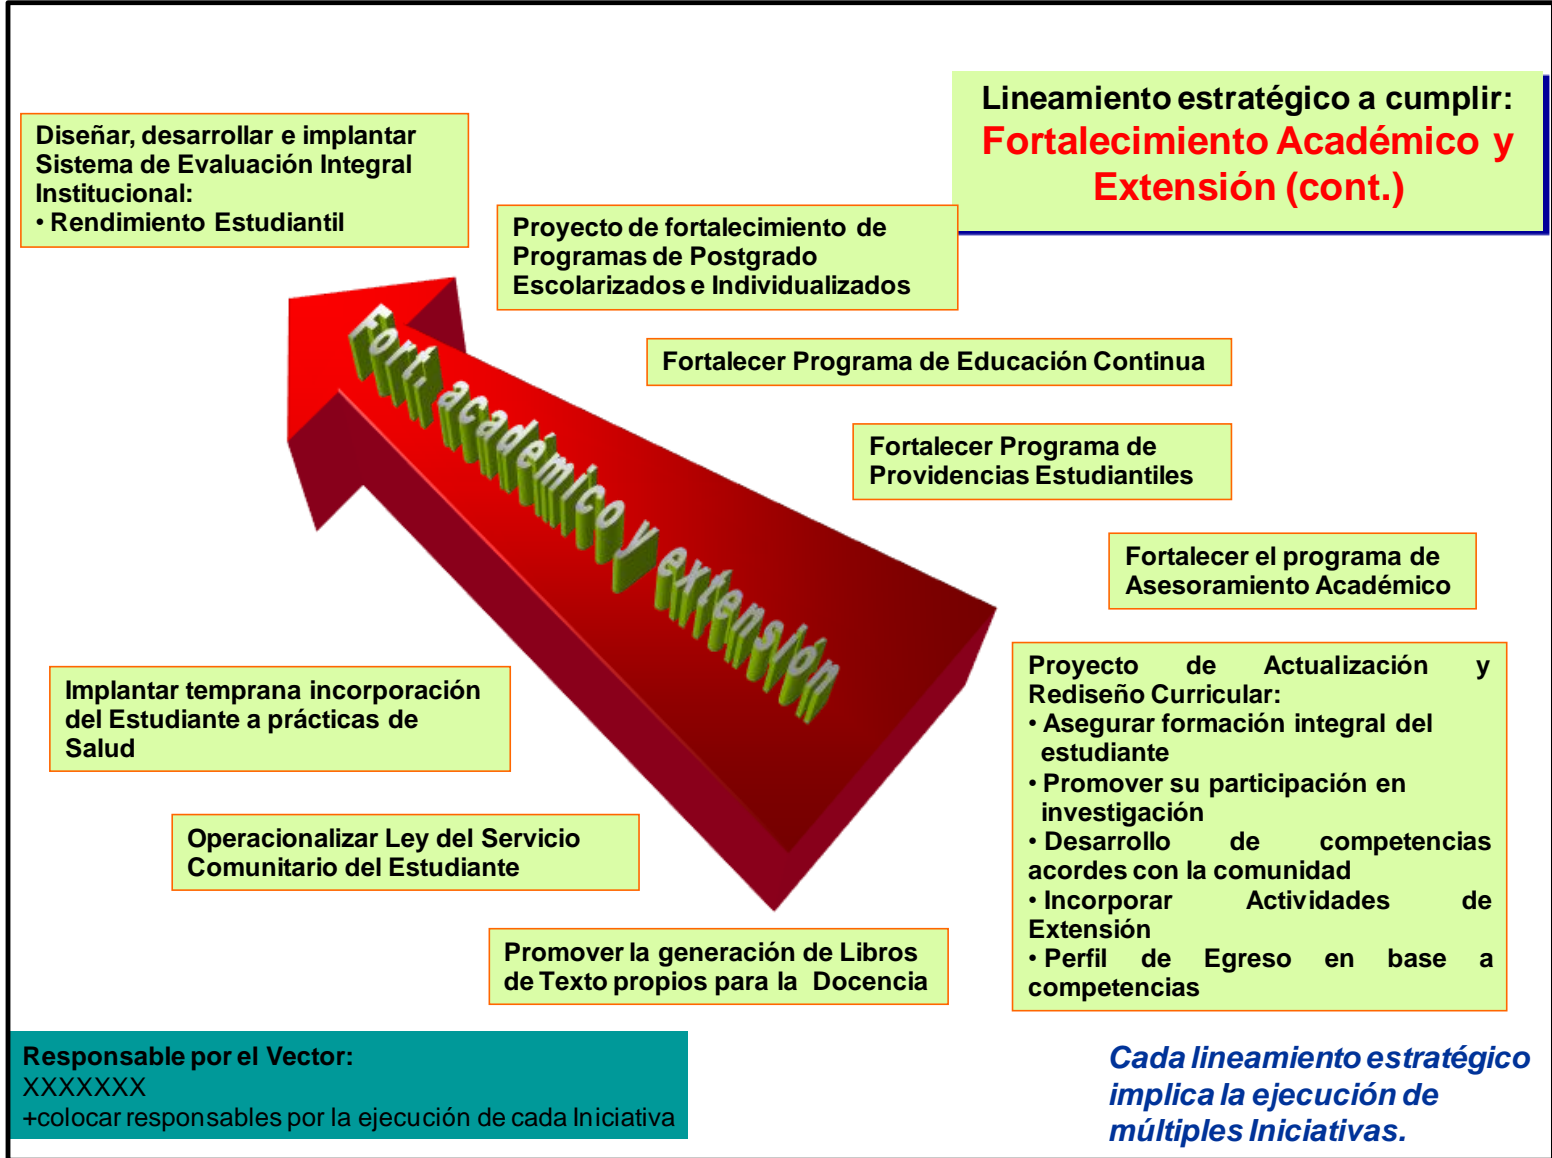 Lineamiento estratégico a cumplir:
Fortalecimiento Académico y
Extensión (cont.)
Diseñar, desarrollar e implantar
Sistema de Evaluación Integral
Institucional:
• Rendimiento Estudiantil
Proyecto de fortalecimiento de
Programas de Postgrado
Escolarizados e Individualizados
Fortalecer Programa de Educación Continua
Fortalecer Programa de
Providencias Estudiantiles
Fortalecer el programa de
Asesoramiento Académico
Fort. académico y extensión
Proyecto de Actualización y
Rediseño Curricular:
• Asegurar formación integral del
estudiante
• Promover su participación en
investigación
• Desarrollo de competencias
acordes con la comunidad
• Incorporar Actividades de
Extensión
• Perfil de Egreso en base a
competencias
Implantar temprana incorporación
del Estudiante a prácticas de
Salud
Operacionalizar Ley del Servicio
Comunitario del Estudiante
Promover la generación de Libros
de Texto propios para la Docencia
Responsable por el Vector:
XXXXXXX
+colocar responsables por la ejecución de cada Iniciativa
Cada lineamiento estratégico
implica la ejecución de
múltiples Iniciativas.